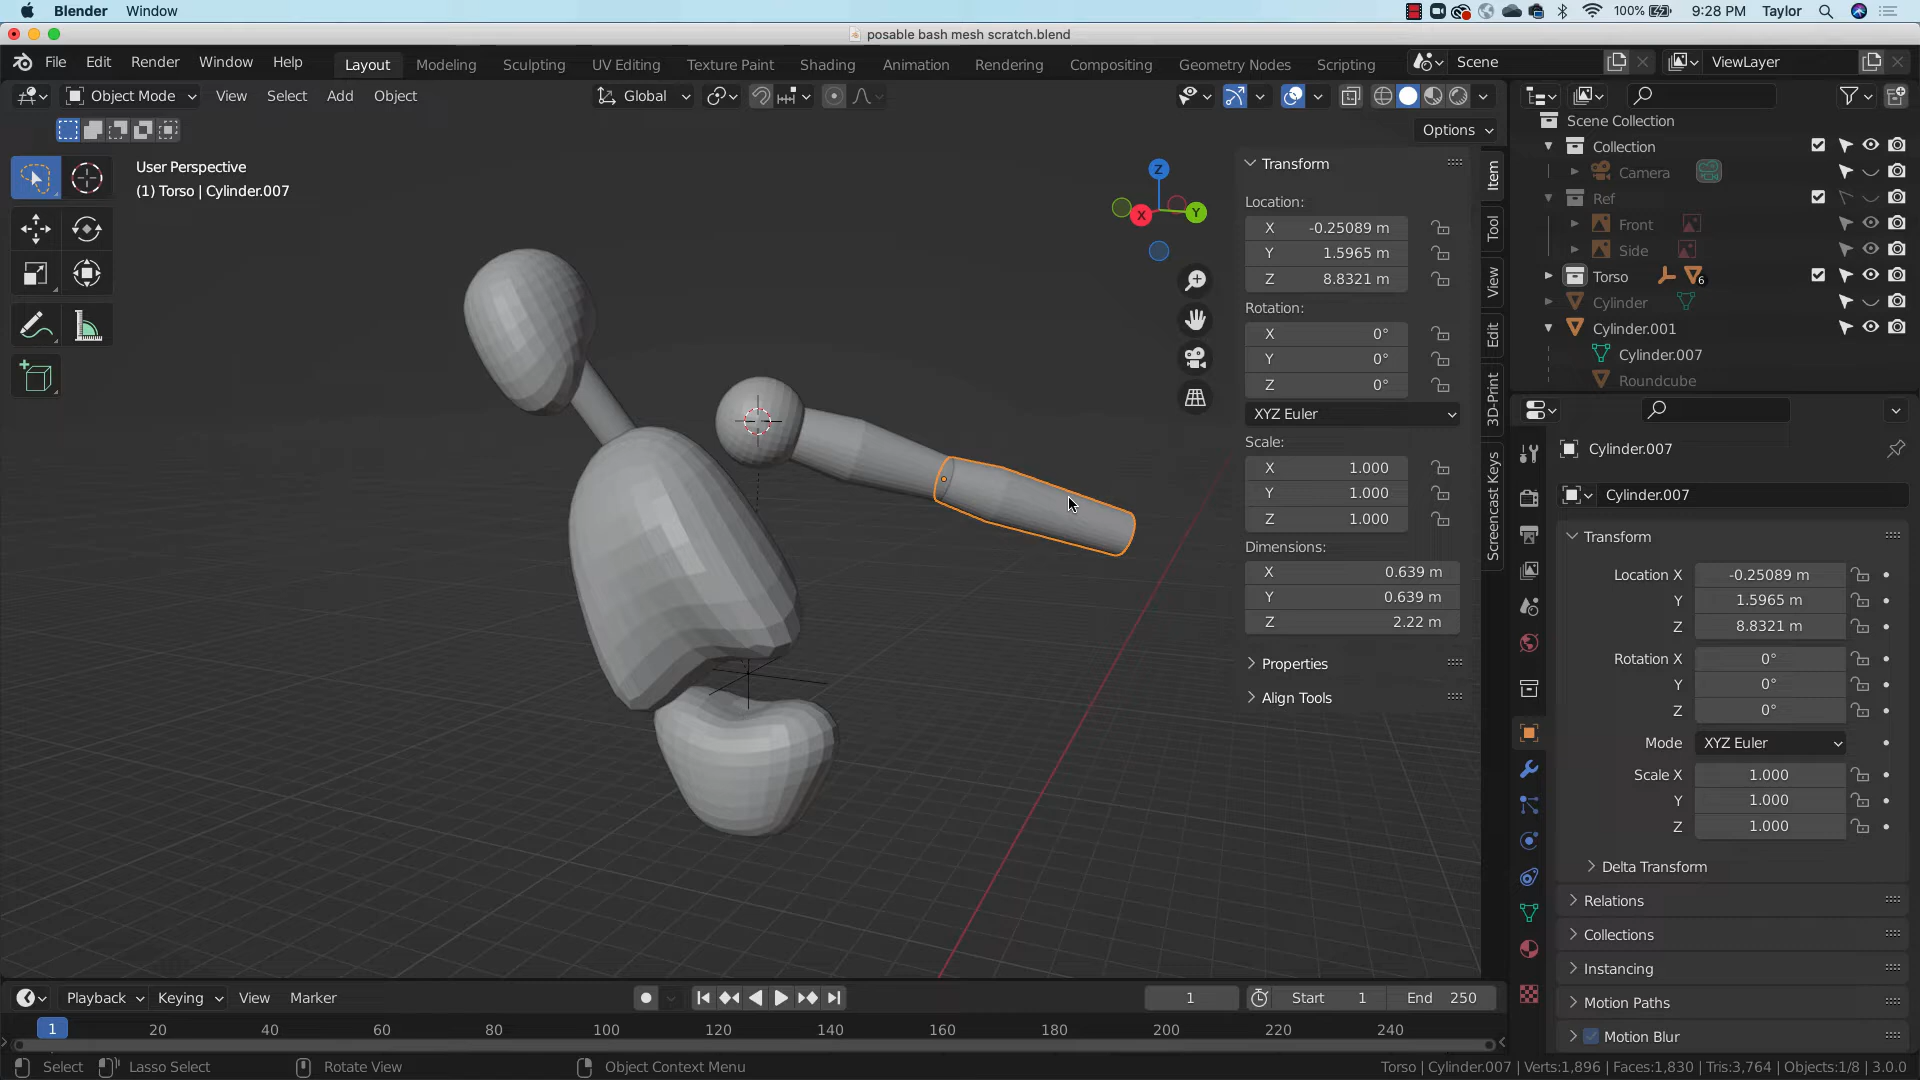 Blender Window 100% 9:28 PM Taylor
posable bash mesh scratch.blend
File Edit Render Window Help Layout Modeling Sculpting UV Editing Texture Paint Shading Animation Rendering Compositing Geometry Nodes Scripting Scene ViewLayer
Object Mode View Select Add Object Global
Options
User Perspective
(1) Torso | Cylinder.007
Z
X
Y
Transform
Location:
X -0.25089 m
Y 1.5965 m
Z 8.8321 m
Rotation:
X 0°
Y 0°
Z 0°
XYZ Euler
Scale:
X 1.000
Y 1.000
Z 1.000
Dimensions:
X 0.639 m
Y 0.639 m
Z 2.22 m
Properties
Align Tools
Item
Tool
View
Edit
3D-Print
Screencast Keys
Scene Collection
Collection
Camera
Ref
Front
Side
Torso 6
Cylinder
Cylinder.001
Cylinder.007
Roundcube
Cylinder.007
Cylinder.007
Transform
Location X -0.25089 m
Y 1.5965 m
Z 8.8321 m
Rotation X 0°
Y 0°
Z 0°
Mode XYZ Euler
Scale X 1.000
Y 1.000
Z 1.000
Delta Transform
Relations
Collections
Instancing
Motion Paths
Motion Blur
Playback Keying View Marker 1 Start 1 End 250
1 20 40 60 80 100 120 140 160 180 200 220 240
Select Lasso Select Rotate View Object Context Menu Torso | Cylinder.007 | Verts:1,896 | Faces:1,830 | Tris:3,764 | Objects:1/8 | 3.0.0